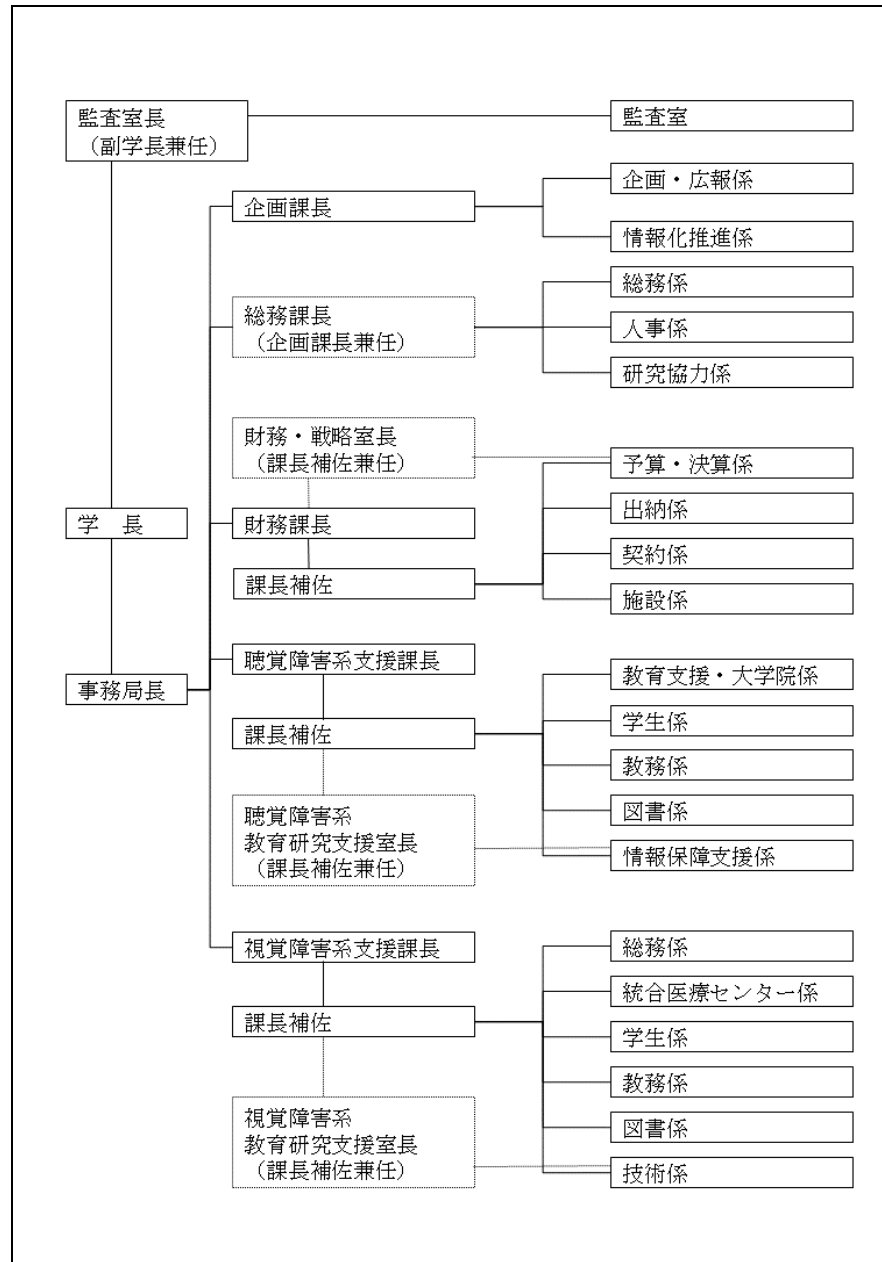 監査室長
（副学長兼任）
監査室
企画課長
企画・広報係
情報化推進係
総務課長
（企画課長兼任）
総務係
人事係
研究協力係
財務・戦略室長
（課長補佐兼任）
予算・決算係
学　長
財務課長
出納係
契約係
課長補佐
施設係
事務局長
聴覚障害系支援課長
教育支援・大学院係
課長補佐
学生係
教務係
図書係
聴覚障害系
教育研究支援室長
（課長補佐兼任）
情報保障支援係
視覚障害系支援課長
総務係
統合医療センター係
課長補佐
学生係
教務係
図書係
視覚障害系
教育研究支援室長
（課長補佐兼任）
技術係